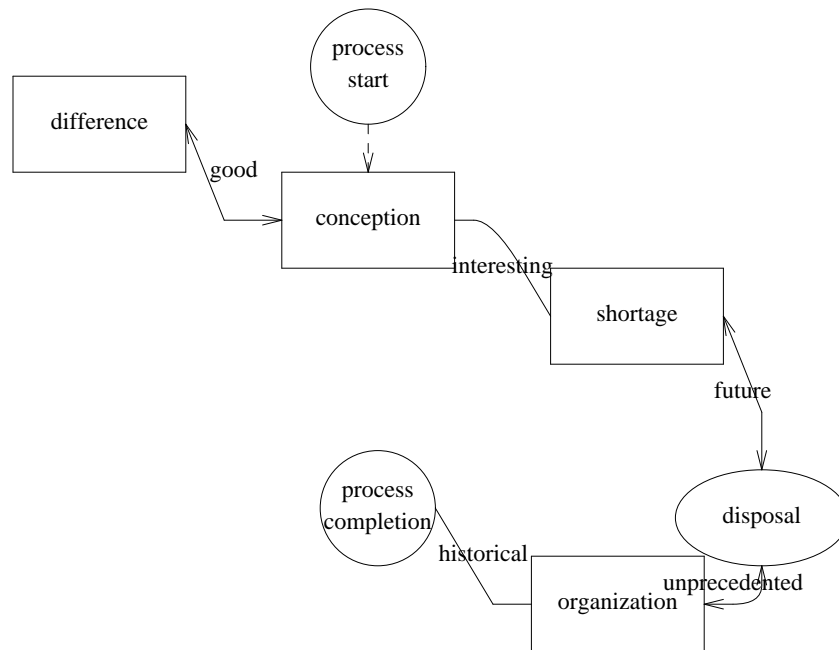 process
start
difference
good
conception
interesting
shortage
future
process
completion
disposal
historical
unprecedented
organization